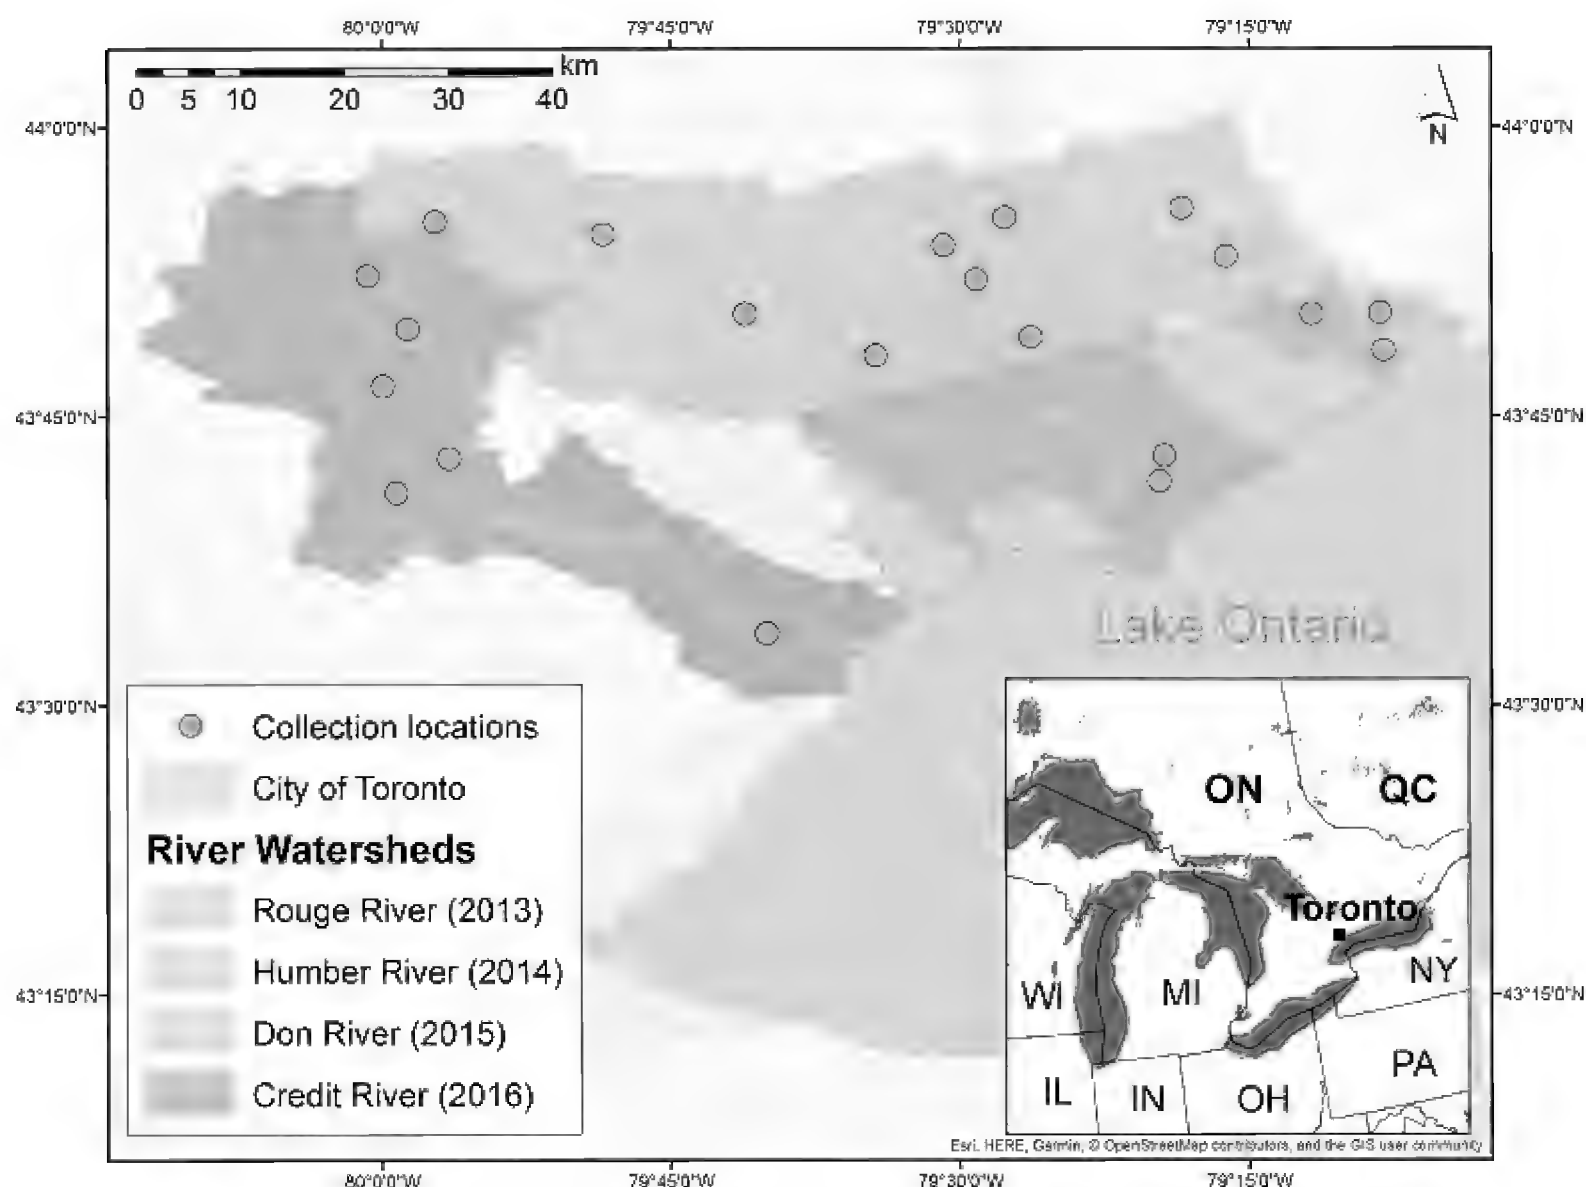 80°0'0"W 79°45'0"W 79°30'0"W 79°15'0"W
km
0 5 10 20 30 40
N
44°0'0"N 44°0'0"N
43°45'0"N 43°45'0"N
Lake Ontario
43°30'0"N 43°30'0"N
Collection locations
City of Toronto
River Watersheds
Rouge River (2013)
Humber River (2014)
Don River (2015)
Credit River (2016)
ON QC
Toronto
WI MI NY
IL IN OH PA
43°15'0"N 43°15'0"N
Esri, HERE, Garmin, © OpenStreetMap contributors, and the GIS user community
80°0'0"W 79°45'0"W 79°30'0"W 79°15'0"W